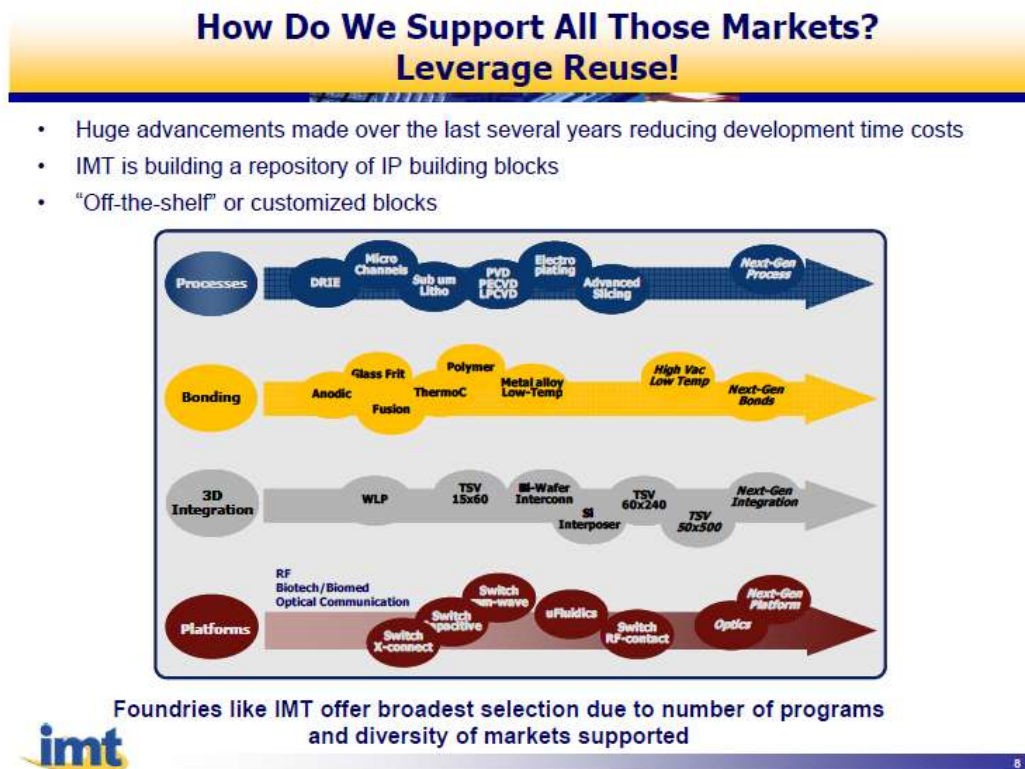 How Do We Support All Those Markets?
Leverage Reuse!
• Huge advancements made over the last several years reducing development time costs
• IMT is building a repository of IP building blocks
• "Off-the-shelf" or customized blocks
Processes
DRIE
Micro
Channels
Sub um
Litho
PVD
PECVD
LPCVD
Electro
plating
Advanced
Slicing
Next-Gen
Process
Bonding
Anodic
Glass Frit
Fusion
Polymer
ThermoC
Metal alloy
Low-Temp
High Vac
Low Temp
Next-Gen
Bonds
3D
Integration
WLP
TSV
15x60
-Wafer
Interconn
Si
Interposer
TSV
60x240
TSV
50x500
Next-Gen
Integration
RF
Biotech/Biomed
Optical Communication
Platforms
Switch
X-connect
Switch
Switch
-wave
uFluidics
Switch
RF-contact
Optics
Next-Gen
Platform
Foundries like IMT offer broadest selection due to number of programs
and diversity of markets supported
imt
8